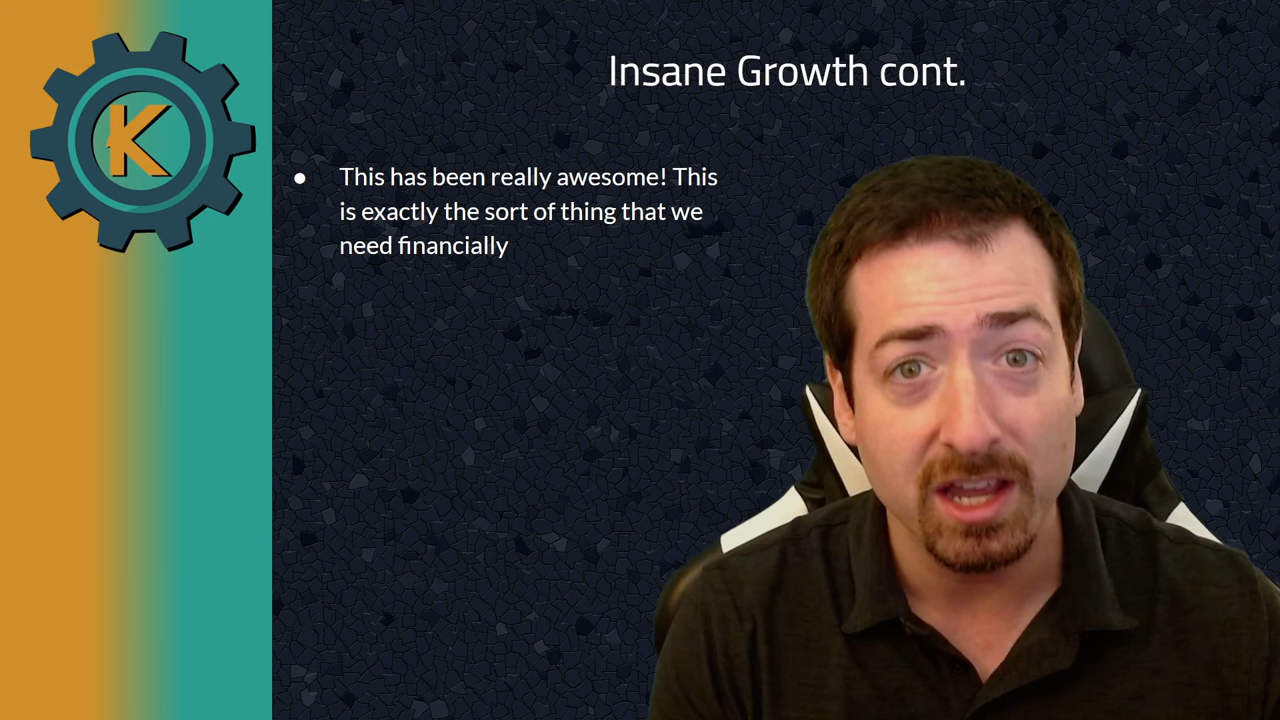 K
Insane Growth cont.
● This has been really awesome! This
is exactly the sort of thing that we
need financially